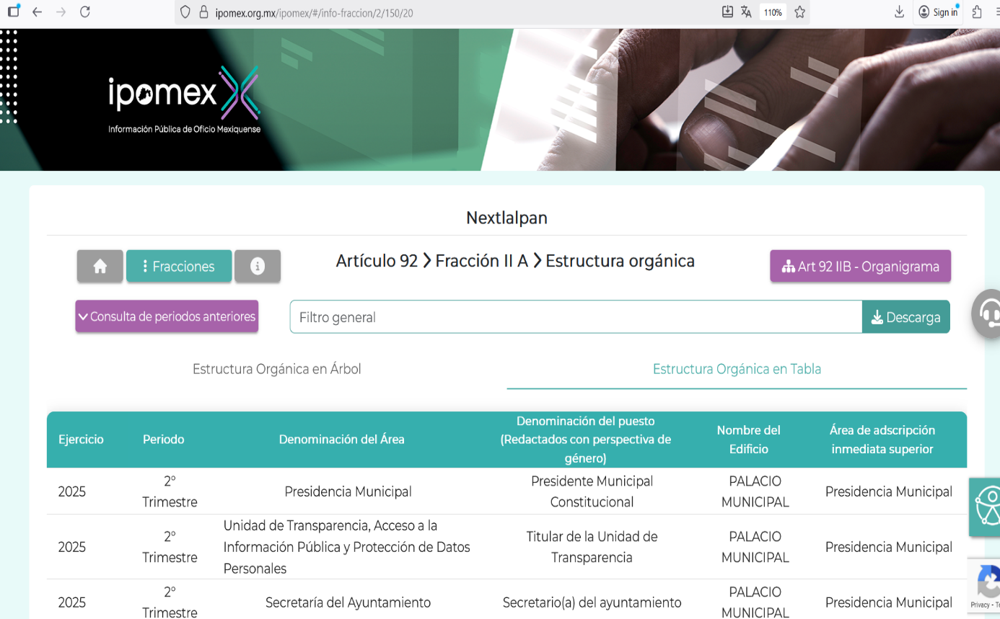 ipomex.org.mx/ipomex/#/info-fraccion/2/150/20
110%
Sign in
ipomex
Información Pública de Oficio Mexiquense
Nextlalpan
Fracciones
Artículo 92 > Fracción II A > Estructura orgánica
Art 92 IIB - Organigrama
Consulta de periodos anteriores
Filtro general
Descarga
Estructura Orgánica en Árbol
Estructura Orgánica en Tabla
Ejercicio
Periodo
Denominación del Área
Denominación del puesto
(Redactados con perspectiva de
género)
Nombre del
Edificio
Área de adscripción
inmediata superior
2025
2°
Trimestre
Presidencia Municipal
Presidente Municipal
Constitucional
PALACIO
MUNICIPAL
Presidencia Municipal
2025
2°
Trimestre
Unidad de Transparencia, Acceso a la
Información Pública y Protección de Datos
Personales
Titular de la Unidad de
Transparencia
PALACIO
MUNICIPAL
Presidencia Municipal
2025
2°
Trimestre
Secretaría del Ayuntamiento
Secretario(a) del ayuntamiento
PALACIO
MUNICIPAL
Presidencia Municipal
Privacy -